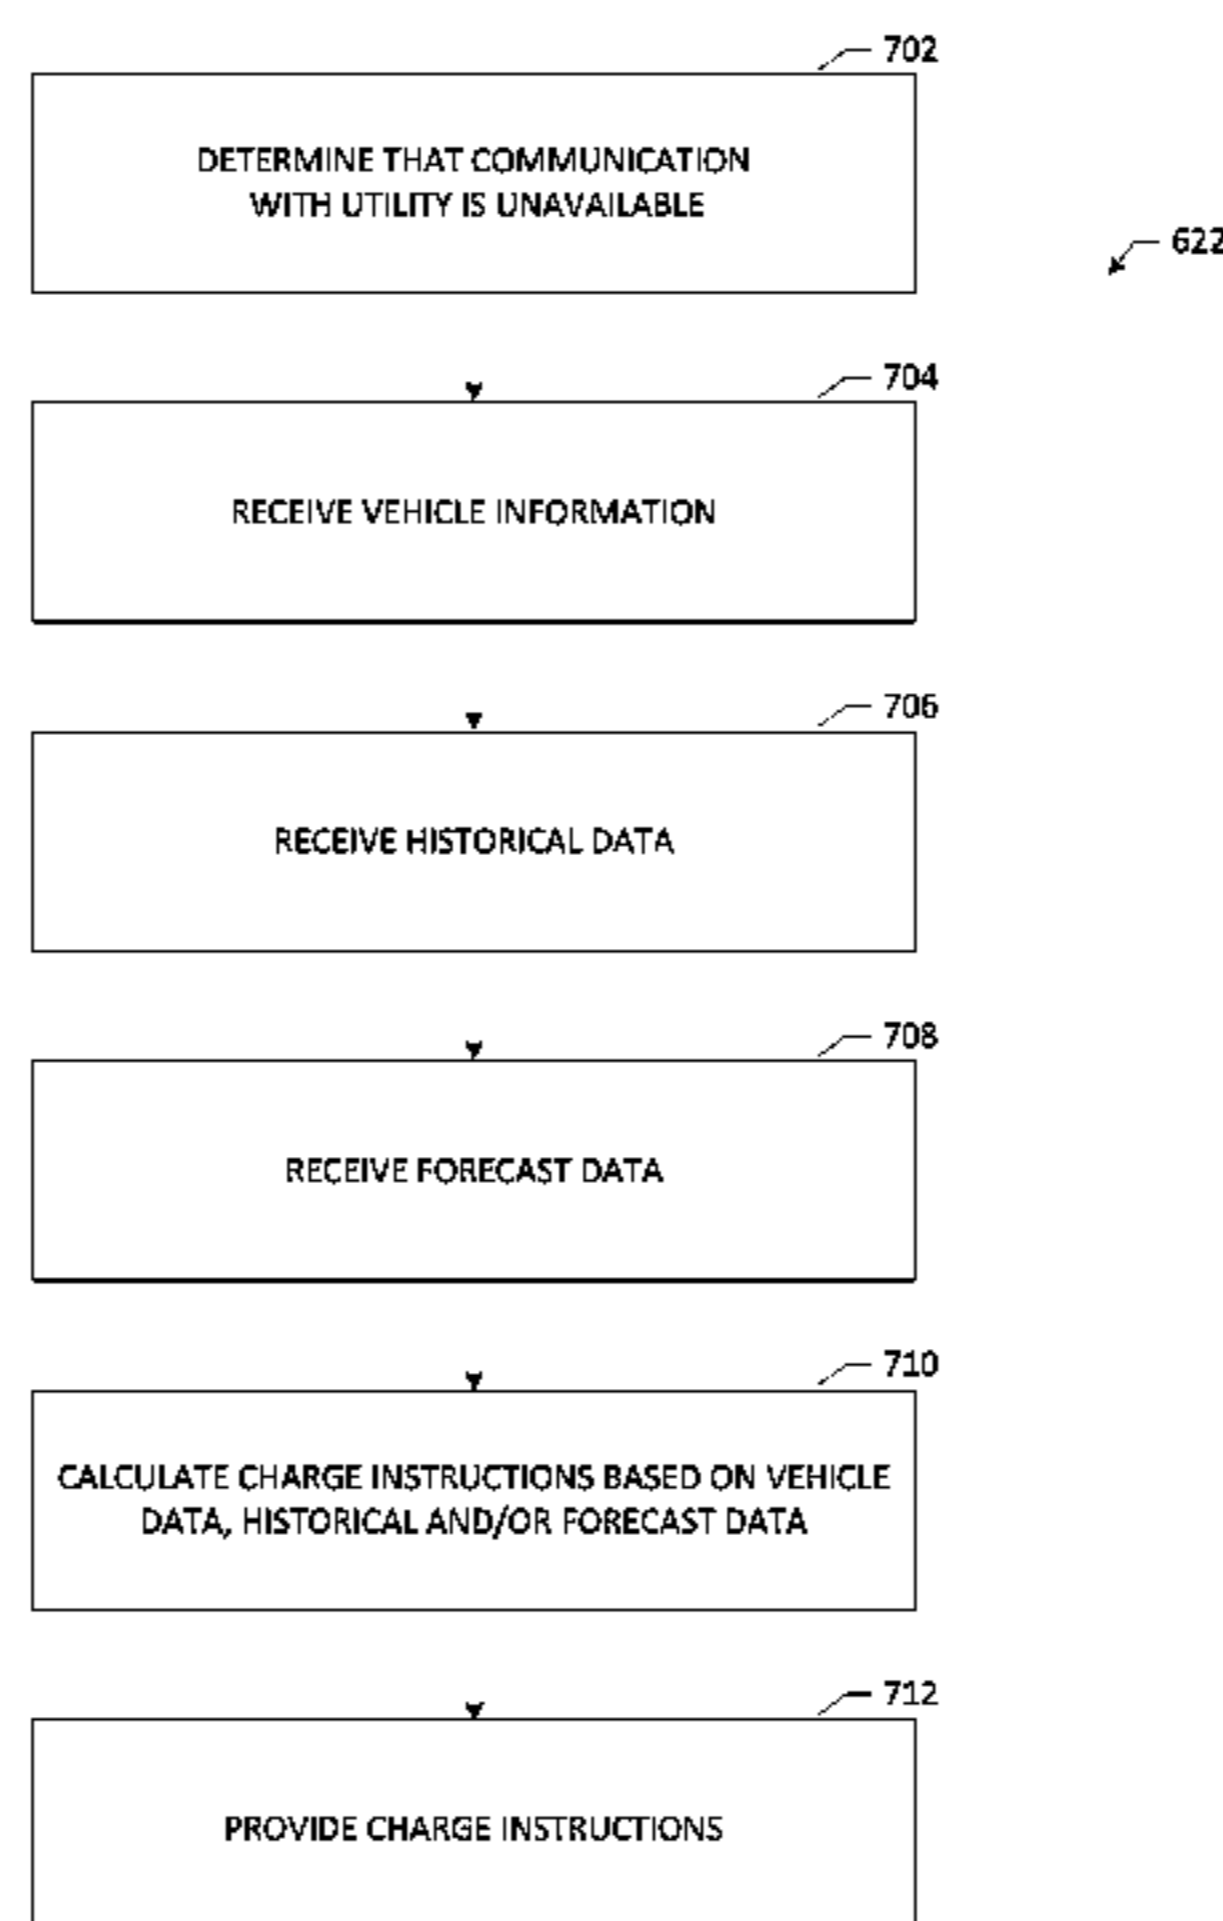 702
DETERMINE THAT COMMUNICATION
WITH UTILITY IS UNAVAILABLE
622
704
RECEIVE VEHICLE INFORMATION
706
RECEIVE HISTORICAL DATA
708
RECEIVE FORECAST DATA
710
CALCULATE CHARGE INSTRUCTIONS BASED ON VEHICLE
DATA, HISTORICAL AND/OR FORECAST DATA
712
PROVIDE CHARGE INSTRUCTIONS